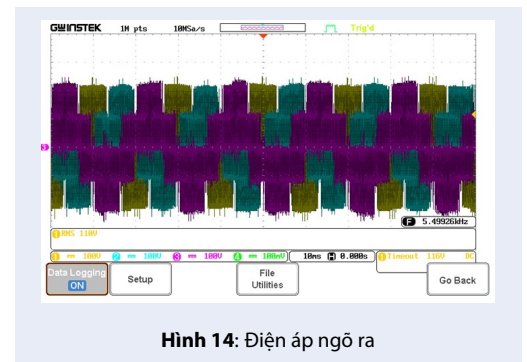 GWINSTEK 1M pts 10MSa/s Trig'd
3
F 5.49926kHz
1 RMS 110V
1 100V 2 100V 3 100V 4 100mV 10ms H 0.000s 1 Timeout 116V DC
Data Logging Setup File Go Back
ON Utilities
Hình 14: Điện áp ngõ ra